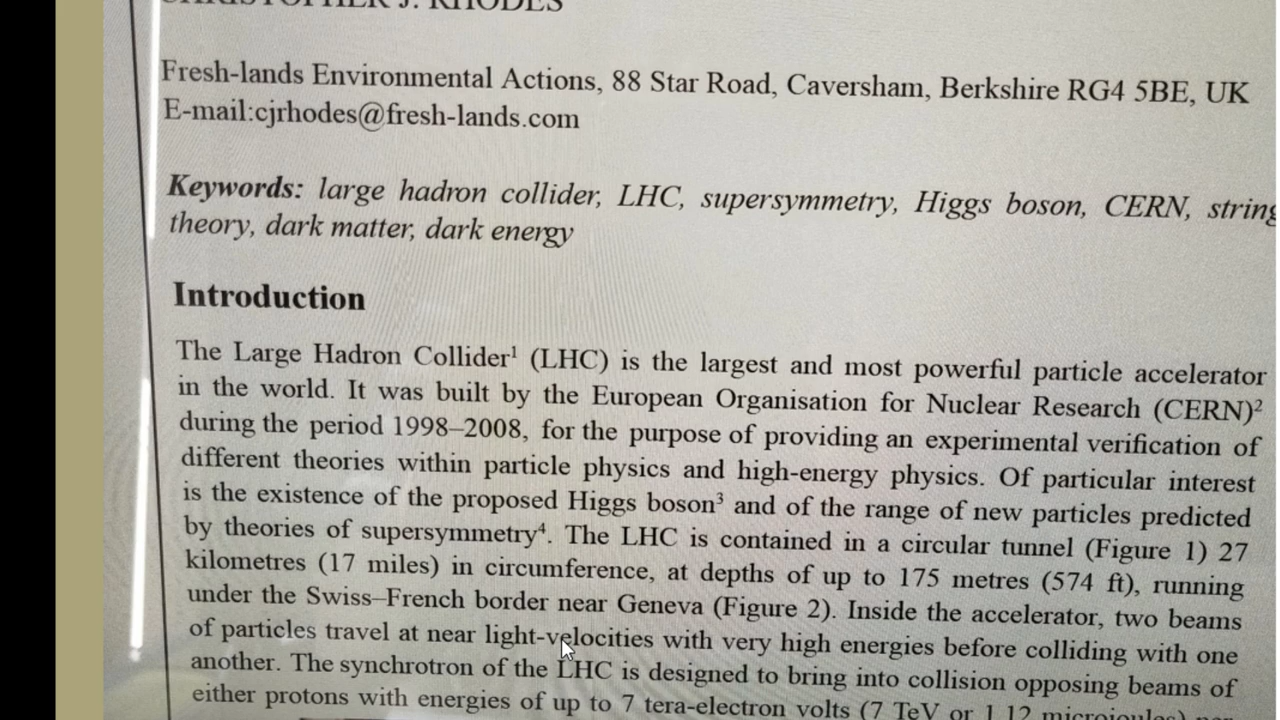 CHRISTOPHER J. RHODES
Fresh-lands Environmental Actions, 88 Star Road, Caversham, Berkshire RG4 5BE, UK
E-mail:cjrhodes@fresh-lands.com
Keywords: large hadron collider, LHC, supersymmetry, Higgs boson, CERN, string
theory, dark matter, dark energy
Introduction
The Large Hadron Collider¹ (LHC) is the largest and most powerful particle accelerator
in the world. It was built by the European Organisation for Nuclear Research (CERN)²
during the period 1998–2008, for the purpose of providing an experimental verification of
different theories within particle physics and high-energy physics. Of particular interest
is the existence of the proposed Higgs boson³ and of the range of new particles predicted
by theories of supersymmetry⁴. The LHC is contained in a circular tunnel (Figure 1) 27
kilometres (17 miles) in circumference, at depths of up to 175 metres (574 ft), running
under the Swiss–French border near Geneva (Figure 2). Inside the accelerator, two beams
of particles travel at near light-velocities with very high energies before colliding with one
another. The synchrotron of the LHC is designed to bring into collision opposing beams of
either protons with energies of up to 7 tera-electron volts (7 TeV or 1.12 microjoules) per